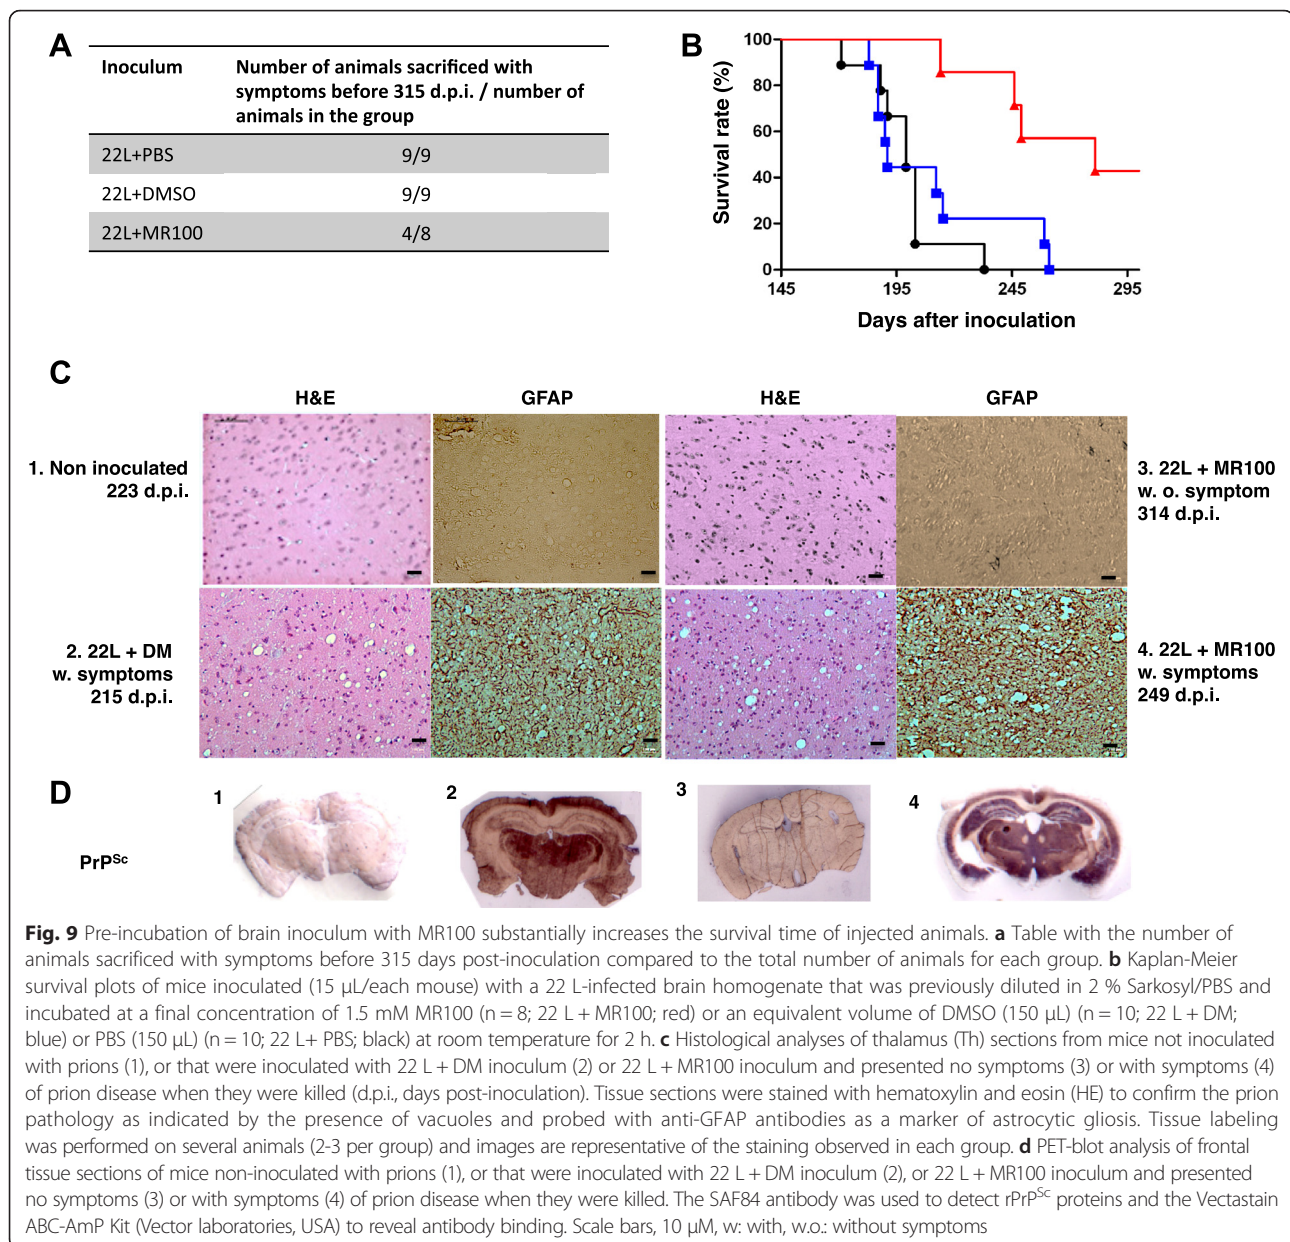 A
Inoculum
Number of animals sacrificed with
symptoms before 315 d.p.i. / number of
animals in the group
22L+PBS 9/9
22L+DMSO 9/9
22L+MR100 4/8
B
Survival rate (%)
100
80
60
40
20
0
145 195 245 295
Days after inoculation
C
H&E GFAP H&E GFAP
1. Non inoculated
223 d.p.i.
3. 22L + MR100
w. o. symptom
314 d.p.i.
2. 22L + DM
w. symptoms
215 d.p.i.
4. 22L + MR100
w. symptoms
249 d.p.i.
D
1 2 3 4
PrPSc
Fig. 9 Pre-incubation of brain inoculum with MR100 substantially increases the survival time of injected animals. a Table with the number of
animals sacrificed with symptoms before 315 days post-inoculation compared to the total number of animals for each group. b Kaplan-Meier
survival plots of mice inoculated (15 μL/each mouse) with a 22 L-infected brain homogenate that was previously diluted in 2 % Sarkosyl/PBS and
incubated at a final concentration of 1.5 mM MR100 (n = 8; 22 L + MR100; red) or an equivalent volume of DMSO (150 μL) (n = 10; 22 L + DM;
blue) or PBS (150 μL) (n = 10; 22 L+ PBS; black) at room temperature for 2 h. c Histological analyses of thalamus (Th) sections from mice not inoculated
with prions (1), or that were inoculated with 22 L + DM inoculum (2) or 22 L + MR100 inoculum and presented no symptoms (3) or with symptoms (4)
of prion disease when they were killed (d.p.i., days post-inoculation). Tissue sections were stained with hematoxylin and eosin (HE) to confirm the prion
pathology as indicated by the presence of vacuoles and probed with anti-GFAP antibodies as a marker of astrocytic gliosis. Tissue labeling
was performed on several animals (2-3 per group) and images are representative of the staining observed in each group. d PET-blot analysis of frontal
tissue sections of mice non-inoculated with prions (1), or that were inoculated with 22 L + DM inoculum (2), or 22 L + MR100 inoculum and presented
no symptoms (3) or with symptoms (4) of prion disease when they were killed. The SAF84 antibody was used to detect rPrPSc proteins and the Vectastain
ABC-AmP Kit (Vector laboratories, USA) to reveal antibody binding. Scale bars, 10 μM, w: with, w.o.: without symptoms